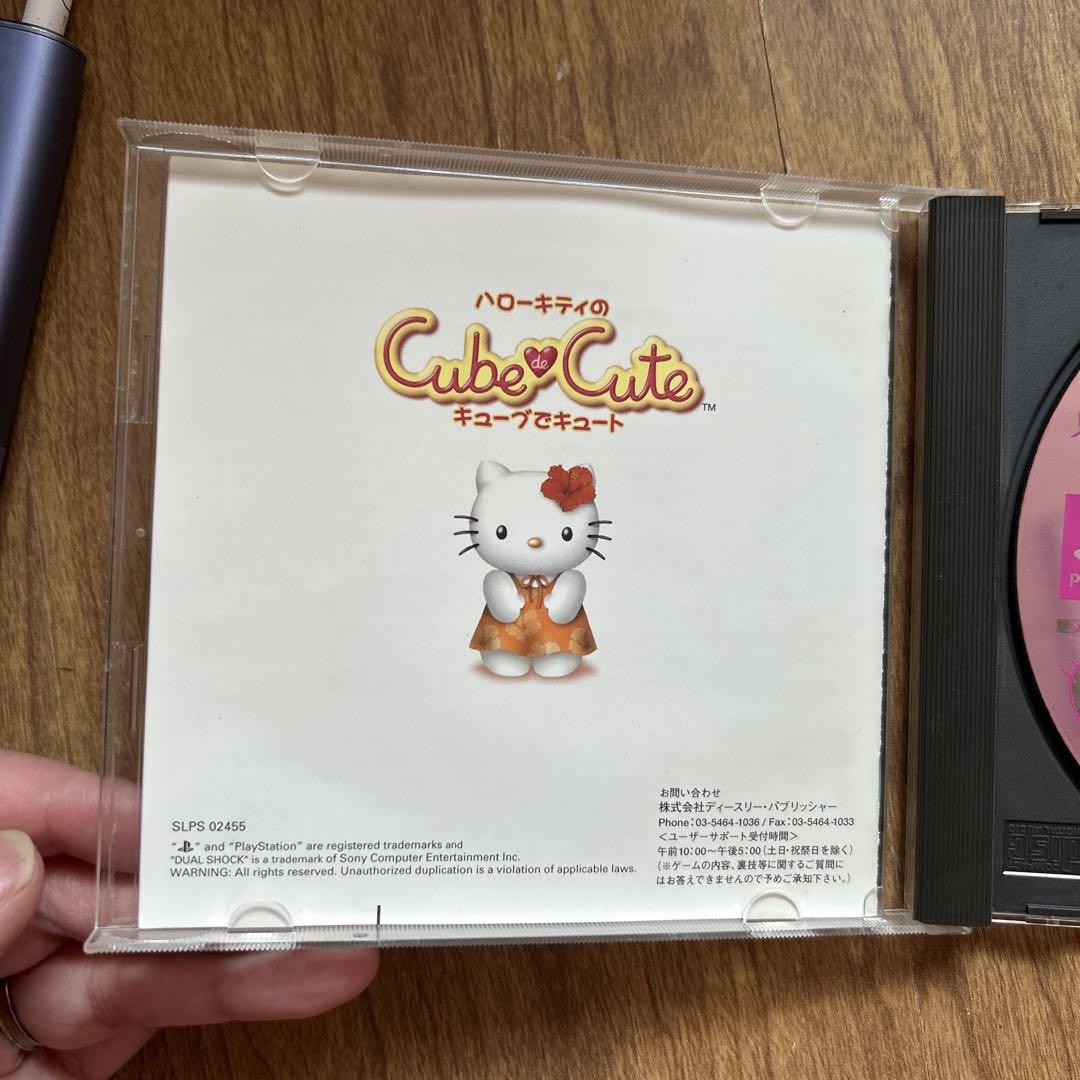 ハローキティの
Cube de Cute TM
キューブでキュート
SLPS 02455
" " and "PlayStation" are registered trademarks and
"DUAL SHOCK" is a trademark of Sony Computer Entertainment Inc.
WARNING: All rights reserved. Unauthorized duplication is a violation of applicable laws.
お問い合わせ
株式会社ディースリー・パブリッシャー
Phone：03-5464-1036 / Fax：03-5464-1033
＜ユーザーサポート受付時間＞
午前10：00〜午後5：00（土日・祝祭日を除く）
（※ゲームの内容、裏技等に関するご質問に
はお答えできませんので予めご承知下さい。）